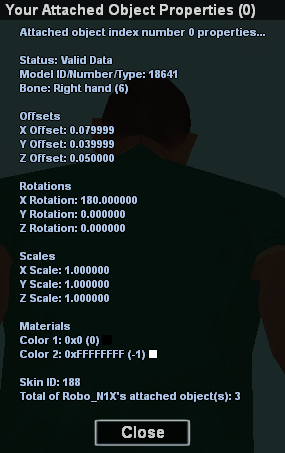 Your Attached Object Properties (0)
Attached object index number 0 properties...
Status: Valid Data
Model ID/Number/Type: 18641
Bone: Right hand (6)
Offsets
X Offset: 0.079999
Y Offset: 0.039999
Z Offset: 0.050000
Rotations
X Rotation: 180.000000
Y Rotation: 0.000000
Z Rotation: 0.000000
Scales
X Scale: 1.000000
Y Scale: 1.000000
Z Scale: 1.000000
Materials
Color 1: 0x0 (0)
Color 2: 0xFFFFFFFF (-1)
Skin ID: 188
Total of Robo_N1X's attached object(s): 3
Close